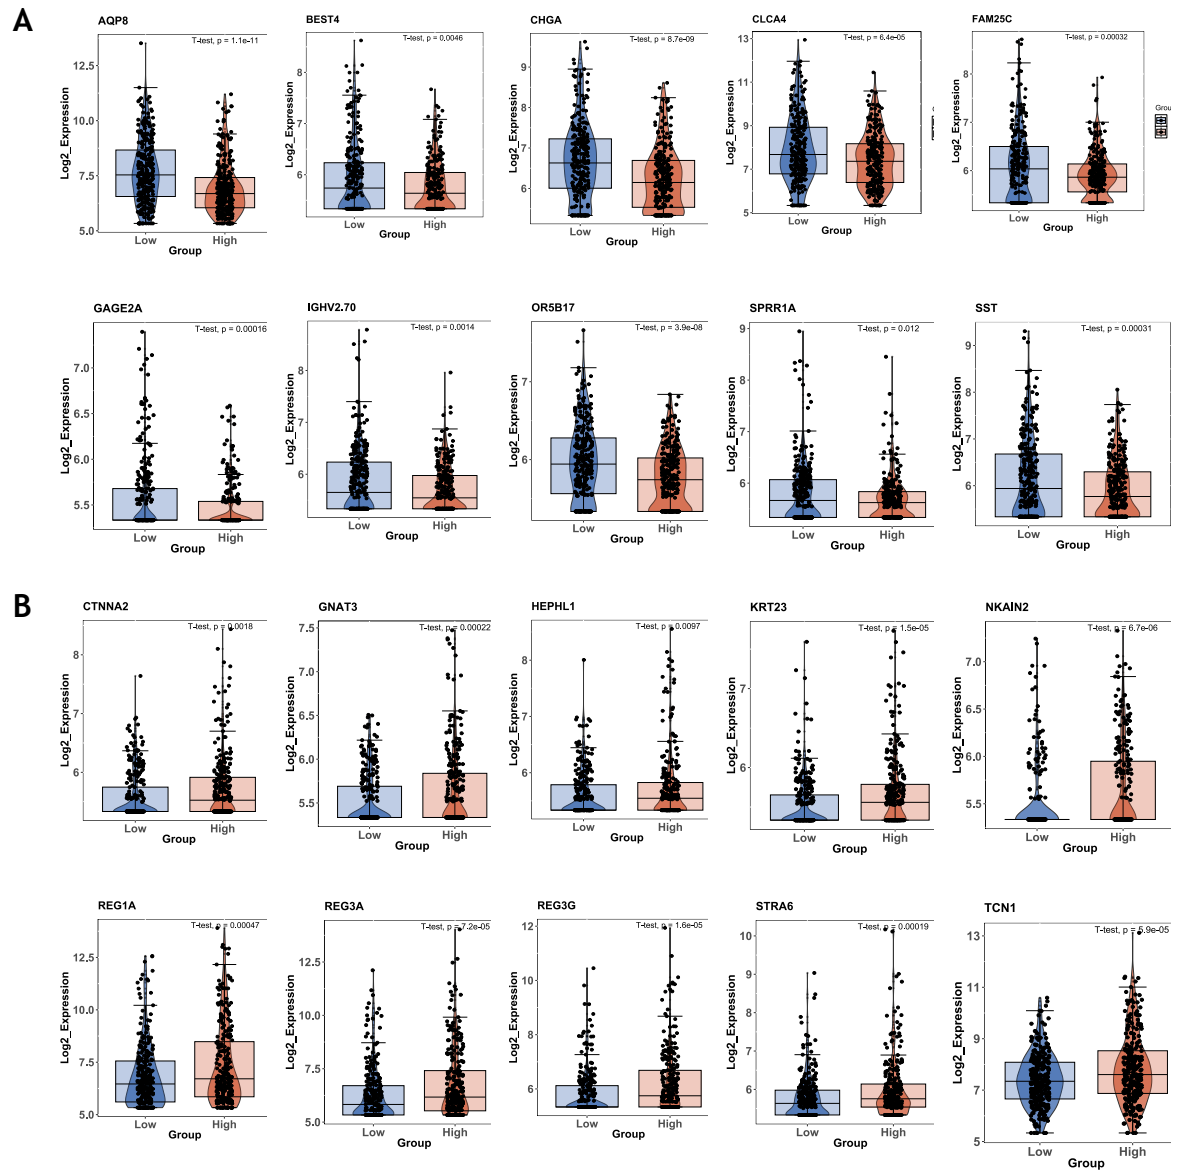 A
AQP8
T-test, p = 1.1e-11
12.5
10.0
7.5
5.0
Log2_Expression
Low High
Group
BEST4
T-test, p = 0.0046
8
7
6
Log2_Expression
Low High
Group
CHGA
T-test, p = 8.7e-09
9
8
7
6
Log2_Expression
Low High
Group
CLCA4
T-test, p = 6.4e-05
13
11
9
7
5
Log2_Expression
Low High
Group
FAM25C
T-test, p = 0.00032
8
7
6
Log2_Expression
Low High
Group
Grou
GAGE2A
T-test, p = 0.00016
7.0
6.5
6.0
5.5
Log2_Expression
Low High
Group
IGHV2.70
T-test, p = 0.0014
8
7
6
Log2_Expression
Low High
Group
OR5B17
T-test, p = 3.9e-08
7
6
Log2_Expression
Low High
Group
SPRR1A
T-test, p = 0.012
9
8
7
6
Log2_Expression
Low High
Group
SST
T-test, p = 0.00031
9
8
7
6
Log2_Expression
Low High
Group
B
CTNNA2
T-test, p = 0.0018
8
7
6
Log2_Expression
Low High
Group
GNAT3
T-test, p = 0.00022
7.5
7.0
6.5
6.0
5.5
Log2_Expression
Low High
Group
HEPHL1
T-test, p = 0.0097
8
7
6
Log2_Expression
Low High
Group
KRT23
T-test, p = 1.5e-05
7
6
Log2_Expression
Low High
Group
NKAIN2
T-test, p = 6.7e-06
7.0
6.5
6.0
5.5
Log2_Expression
Low High
Group
REG1A
T-test, p = 0.00047
12.5
10.0
7.5
5.0
Log2_Expression
Low High
Group
REG3A
T-test, p = 7.2e-05
12.5
10.0
7.5
5.0
Log2_Expression
Low High
Group
REG3G
T-test, p = 1.6e-05
12
10
8
6
Log2_Expression
Low High
Group
STRA6
T-test, p = 0.00019
10
9
8
7
6
Log2_Expression
Low High
Group
TCN1
T-test, p = 5.9e-05
13
11
9
7
5
Log2_Expression
Low High
Group